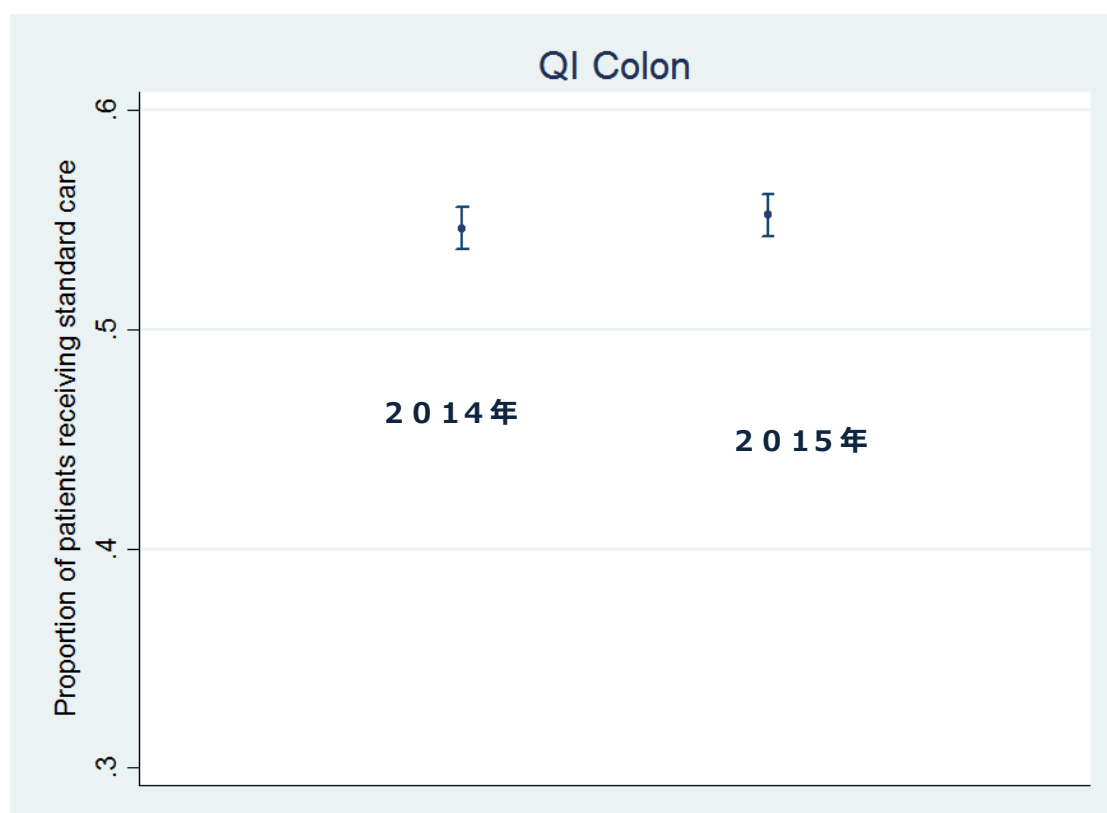 QI Colon
Proportion of patients receiving standard care
.6
.5
.4
.3
２０１４年
２０１５年